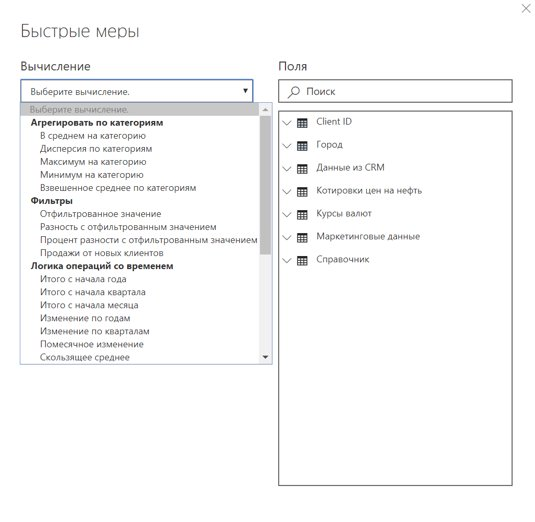 Быстрые меры
Вычисление
Выберите вычисление.
Выберите вычисление.
Агрегировать по категориям
В среднем на категорию
Дисперсия по категориям
Максимум на категорию
Минимум на категорию
Взвешенное среднее по категориям
Фильтры
Отфильтрованное значение
Разность с отфильтрованным значением
Процент разности с отфильтрованным значением
Продажи от новых клиентов
Логика операций со временем
Итого с начала года
Итого с начала квартала
Итого с начала месяца
Изменение по годам
Изменение по кварталам
Помесячное изменение
Скользящее среднее
Поля
Поиск
Client ID
Город
Данные из CRM
Котировки цен на нефть
Курсы валют
Маркетинговые данные
Справочник